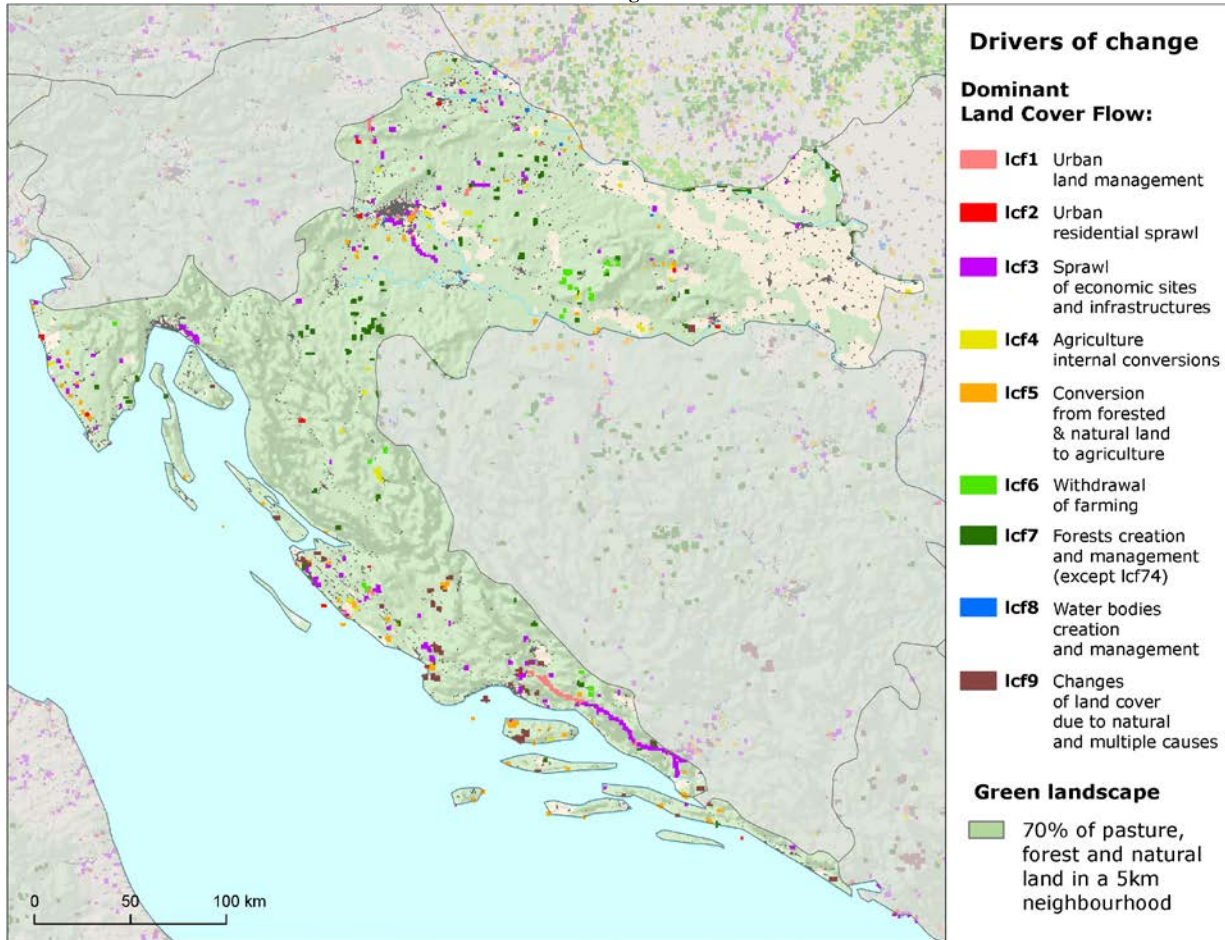 Drivers of change
Dominant
Land Cover Flow:
lcf1 Urban
land management
lcf2 Urban
residential sprawl
lcf3 Sprawl
of economic sites
and infrastructures
lcf4 Agriculture
internal conversions
lcf5 Conversion
from forested
& natural land
to agriculture
lcf6 Withdrawal
of farming
lcf7 Forests creation
and management
(except lcf74)
lcf8 Water bodies
creation
and management
lcf9 Changes
of land cover
due to natural
and multiple causes
Green landscape
70% of pasture,
forest and natural
land in a 5km
neighbourhood
0 50 100 km